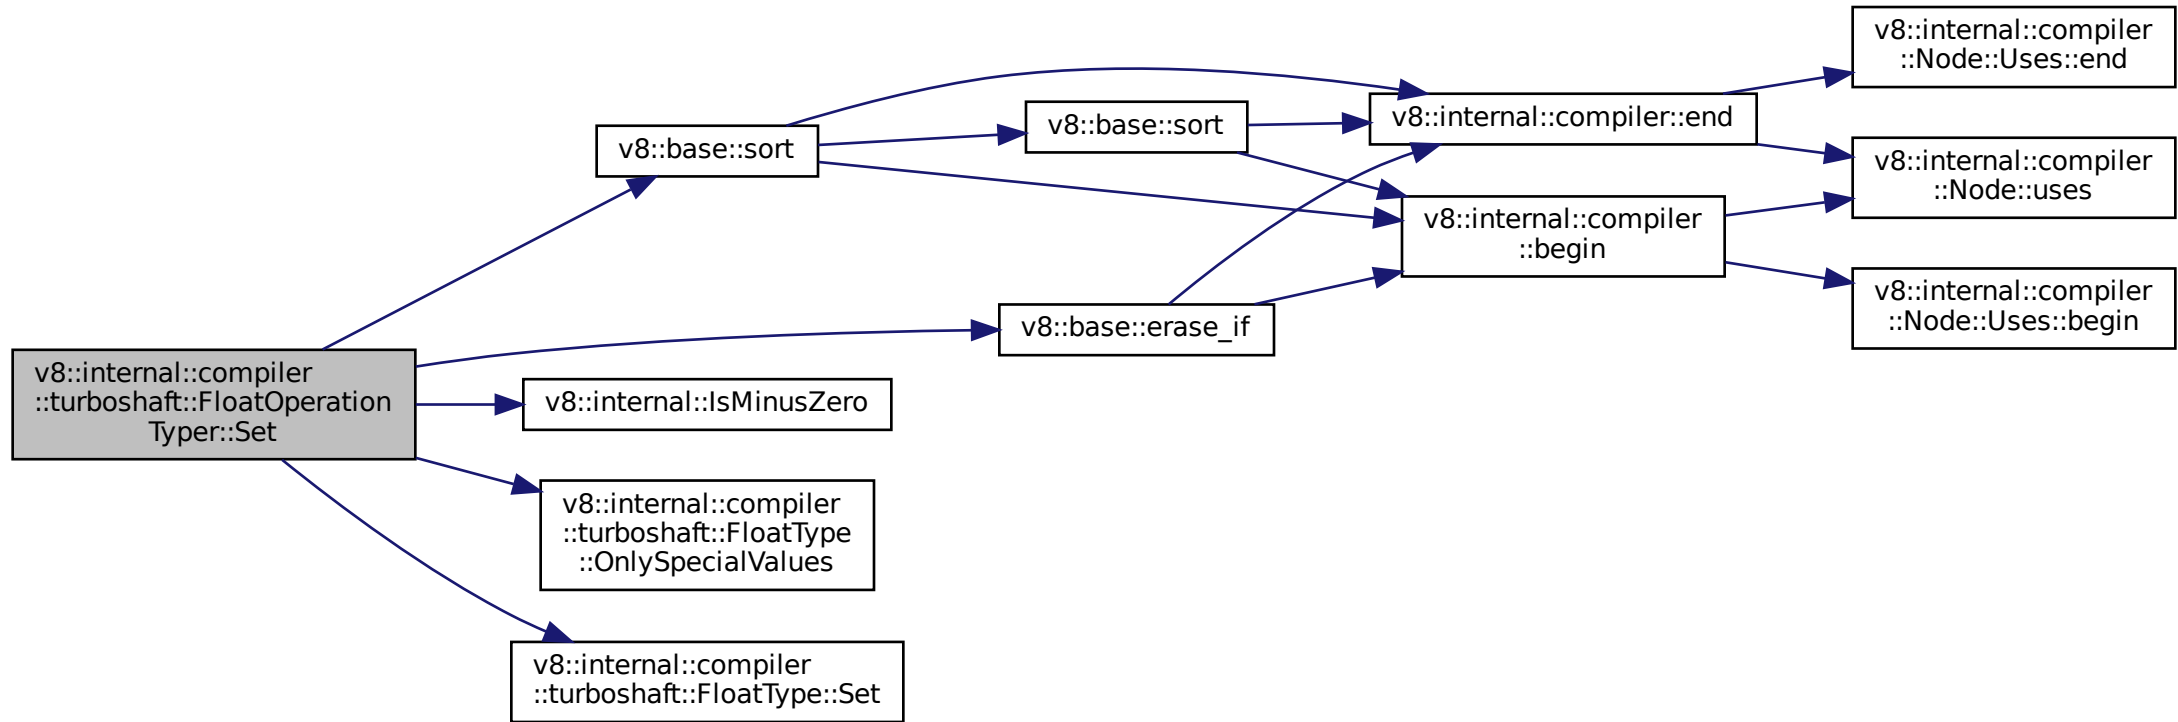 v8::internal::compiler
::turboshaft::FloatOperation
Typer::Set
v8::base::sort
v8::base::sort
v8::internal::compiler::end
v8::internal::compiler
::Node::Uses::end
v8::internal::compiler
::Node::uses
v8::internal::compiler
::begin
v8::internal::compiler
::Node::Uses::begin
v8::base::erase_if
v8::internal::IsMinusZero
v8::internal::compiler
::turboshaft::FloatType
::OnlySpecialValues
v8::internal::compiler
::turboshaft::FloatType::Set